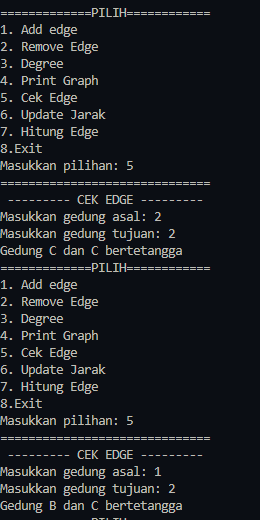 =============PILIH============
1. Add edge
2. Remove Edge
3. Degree
4. Print Graph
5. Cek Edge
6. Update Jarak
7. Hitung Edge
8.Exit
Masukkan pilihan: 5
==============================
--------- CEK EDGE ---------
Masukkan gedung asal: 2
Masukkan gedung tujuan: 2
Gedung C dan C bertetangga
=============PILIH============
1. Add edge
2. Remove Edge
3. Degree
4. Print Graph
5. Cek Edge
6. Update Jarak
7. Hitung Edge
8.Exit
Masukkan pilihan: 5
==============================
--------- CEK EDGE ---------
Masukkan gedung asal: 1
Masukkan gedung tujuan: 2
Gedung B dan C bertetangga
=============PILIH============